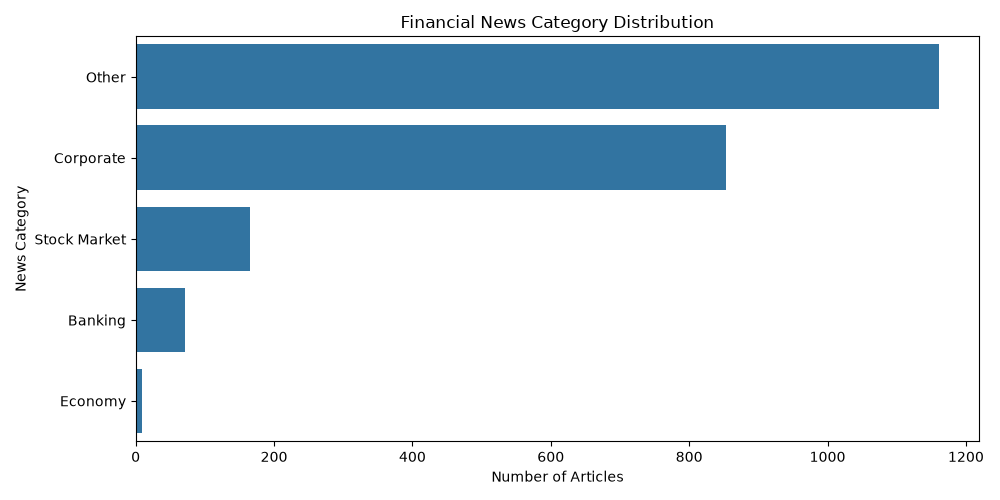 Financial News Category Distribution
Other
Corporate
Stock Market
Banking
Economy
News Category
0 200 400 600 800 1000 1200
Number of Articles